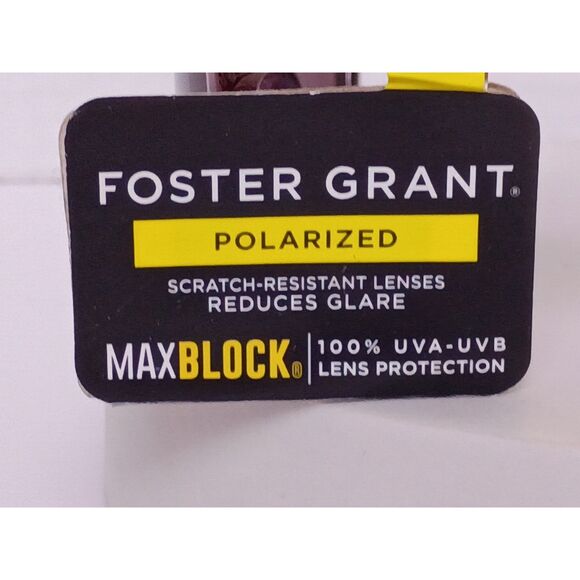 FOSTER GRANT®
POLARIZED
SCRATCH-RESISTANT LENSES
REDUCES GLARE
MAXBLOCK® 100% UVA-UVB
LENS PROTECTION